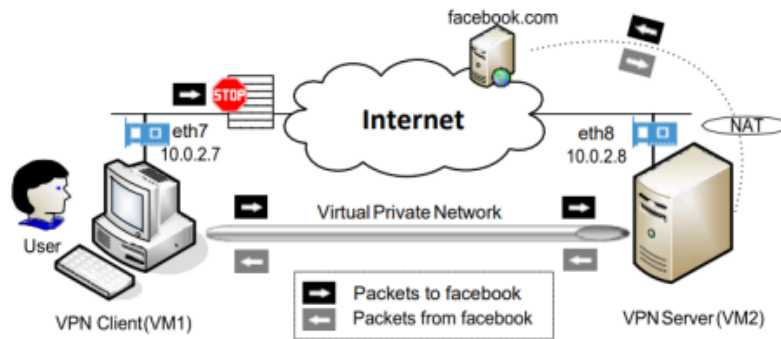 facebook.com
STOP
Internet
eth7
10.0.2.7
eth8
10.0.2.8
NAT
User
Virtual Private Network
Packets to facebook
Packets from facebook
VPN Client(VM1)
VPN Server (VM2)